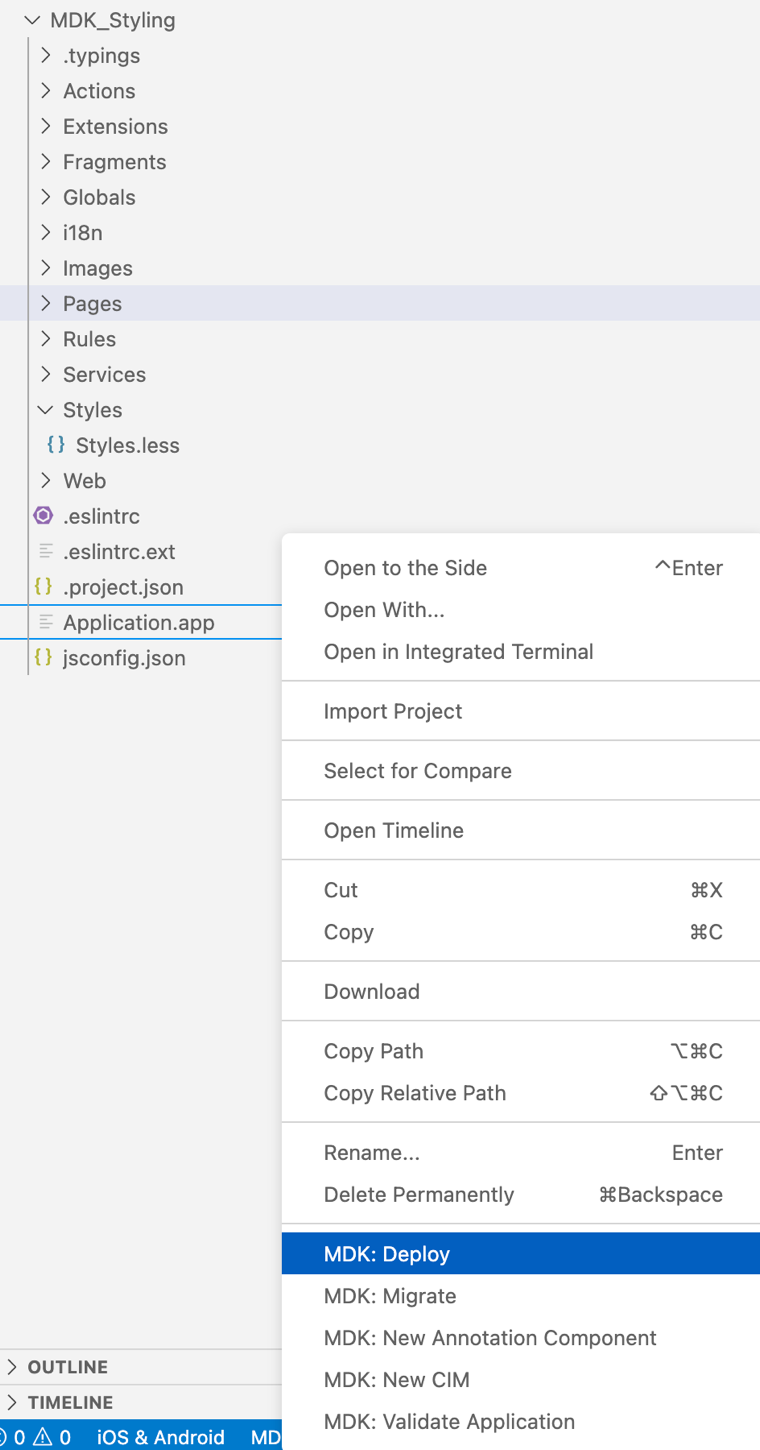 MDK_Styling
.typings
Actions
Extensions
Fragments
Globals
i18n
Images
Pages
Rules
Services
Styles
{} Styles.less
Web
.eslintrc
.eslintrc.ext
{} .project.json
Application.app
{} jsconfig.json
Open to the Side ^Enter
Open With...
Open in Integrated Terminal
Import Project
Select for Compare
Open Timeline
Cut ⌘X
Copy ⌘C
Download
Copy Path ⌥⌘C
Copy Relative Path ⇧⌥⌘C
Rename... Enter
Delete Permanently ⌘Backspace
MDK: Deploy
MDK: Migrate
MDK: New Annotation Component
MDK: New CIM
MDK: Validate Application
OUTLINE
TIMELINE
0 0 iOS & Android MD